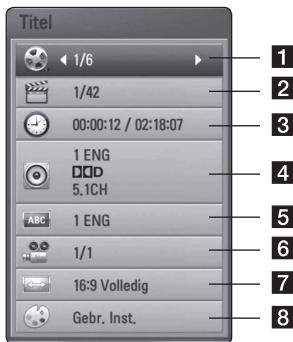 Titel
1/6
1
1/42
2
00:00:12 / 02:18:07
3
1 ENG
DD D
5.1CH
4
ABC
1 ENG
5
1/1
6
16:9 Volledig
7
Gebr. Inst.
8